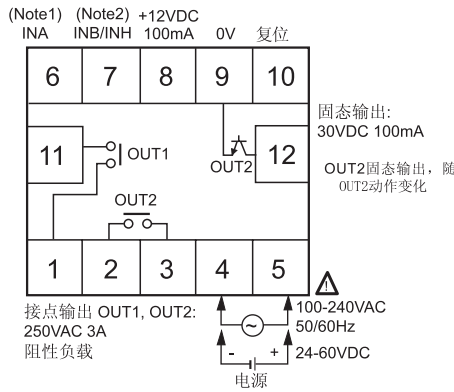 (Note1) (Note2) +12VDC
INA INB/INH 100mA 0V 复位
6 7 8 9 10
固态输出:
30VDC 100mA
11 OUT1 OUT2 12
OUT2固态输出，随
OUT2动作变化
OUT2
1 2 3 4 5
接点输出 OUT1, OUT2:
250VAC 3A
阻性负载
100-240VAC
50/60Hz
- + 24-60VDC
电源